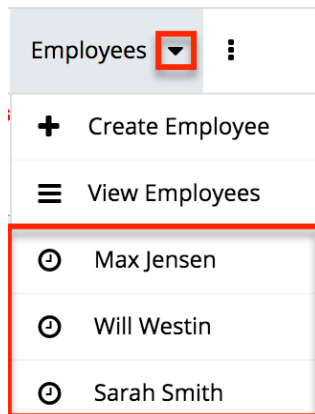 Employees
Create Employee
View Employees
Max Jensen
Will Westin
Sarah Smith